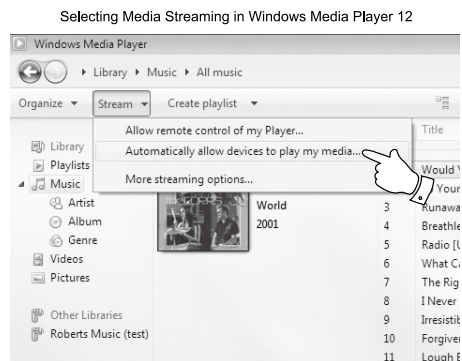 Selecting Media Streaming in Windows Media Player 12
Windows Media Player
Library Music All music
Organize Stream Create playlist
Allow remote control of my Player...
Automatically allow devices to play my media...
More streaming options...
Title
Library
Playlists
Music
Artist
Album
Genre
Videos
Pictures
Other Libraries
Roberts Music (test)
World
2001
Would
Your
3 Runawa
4 Breathle
5 Radio [U
6 What Ca
7 The Rig
8 I Never
9 Irresistib
10 Forgiven
11 Lough E